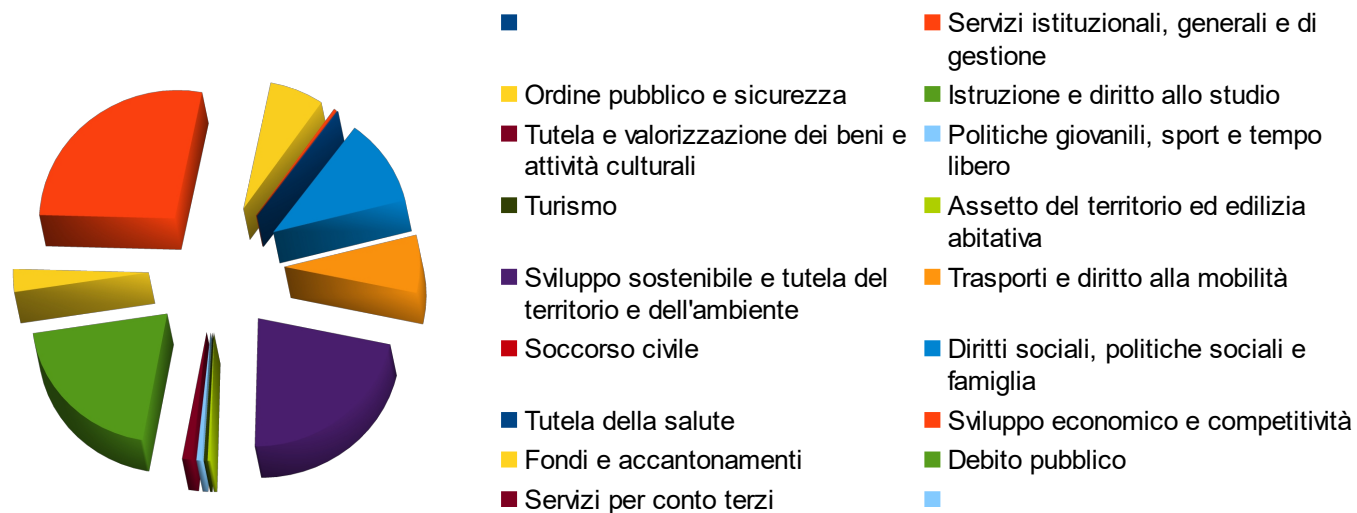 Servizi istituzionali, generali e di
gestione
Ordine pubblico e sicurezza
Istruzione e diritto allo studio
Tutela e valorizzazione dei beni e
attività culturali
Politiche giovanili, sport e tempo
libero
Turismo
Assetto del territorio ed edilizia
abitativa
Sviluppo sostenibile e tutela del
territorio e dell'ambiente
Trasporti e diritto alla mobilità
Soccorso civile
Diritti sociali, politiche sociali e
famiglia
Tutela della salute
Sviluppo economico e competitività
Fondi e accantonamenti
Debito pubblico
Servizi per conto terzi